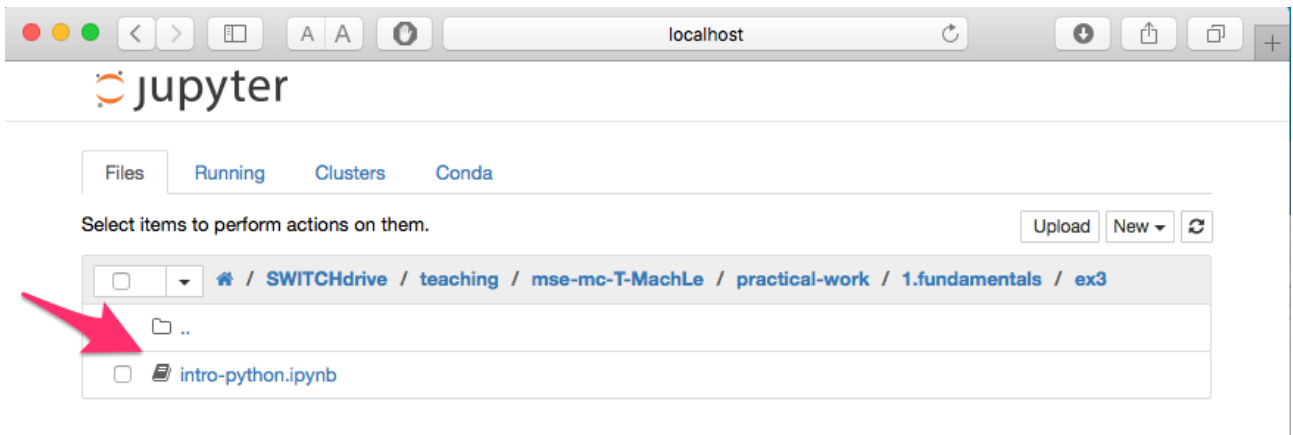 A A localhost
jupyter
Files Running Clusters Conda
Select items to perform actions on them. Upload New
/ SWITCHdrive / teaching / mse-mc-T-MachLe / practical-work / 1.fundamentals / ex3
..
intro-python.ipynb